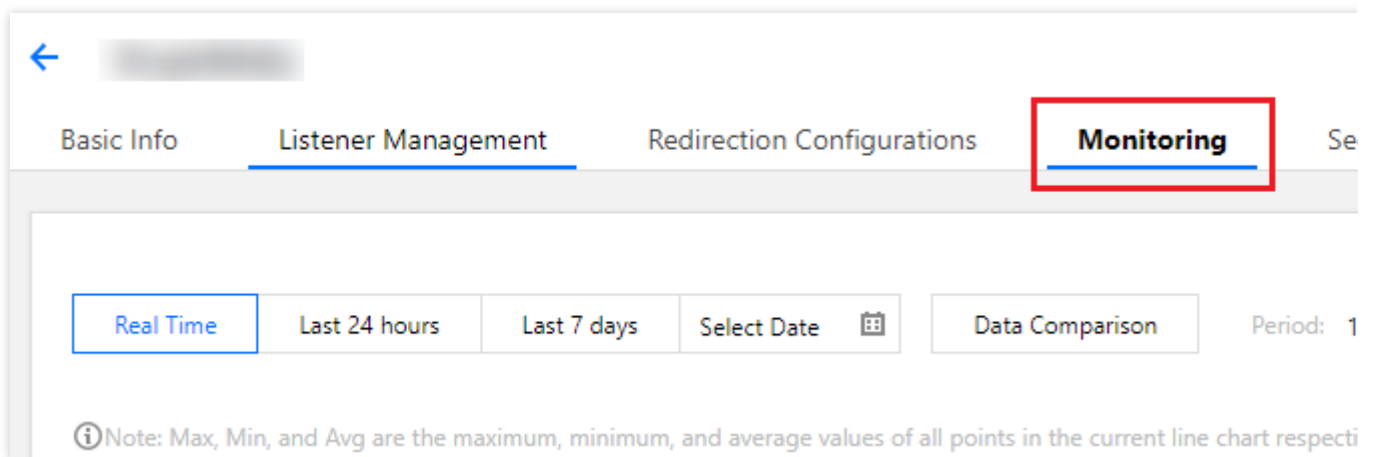 Basic Info Listener Management Redirection Configurations Monitoring Se
Real Time Last 24 hours Last 7 days Select Date Data Comparison Period: 1
Note: Max, Min, and Avg are the maximum, minimum, and average values of all points in the current line chart respecti